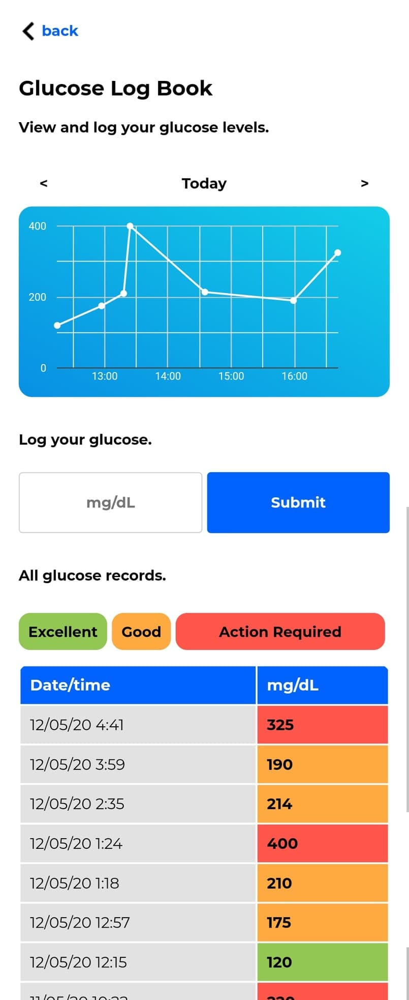 back
Glucose Log Book
View and log your glucose levels.
< Today >
400
200
0
13:00 14:00 15:00 16:00
Log your glucose.
mg/dL Submit
All glucose records.
Excellent Good Action Required
Date/time mg/dL
12/05/20 4:41 325
12/05/20 3:59 190
12/05/20 2:35 214
12/05/20 1:24 400
12/05/20 1:18 210
12/05/20 12:57 175
12/05/20 12:15 120